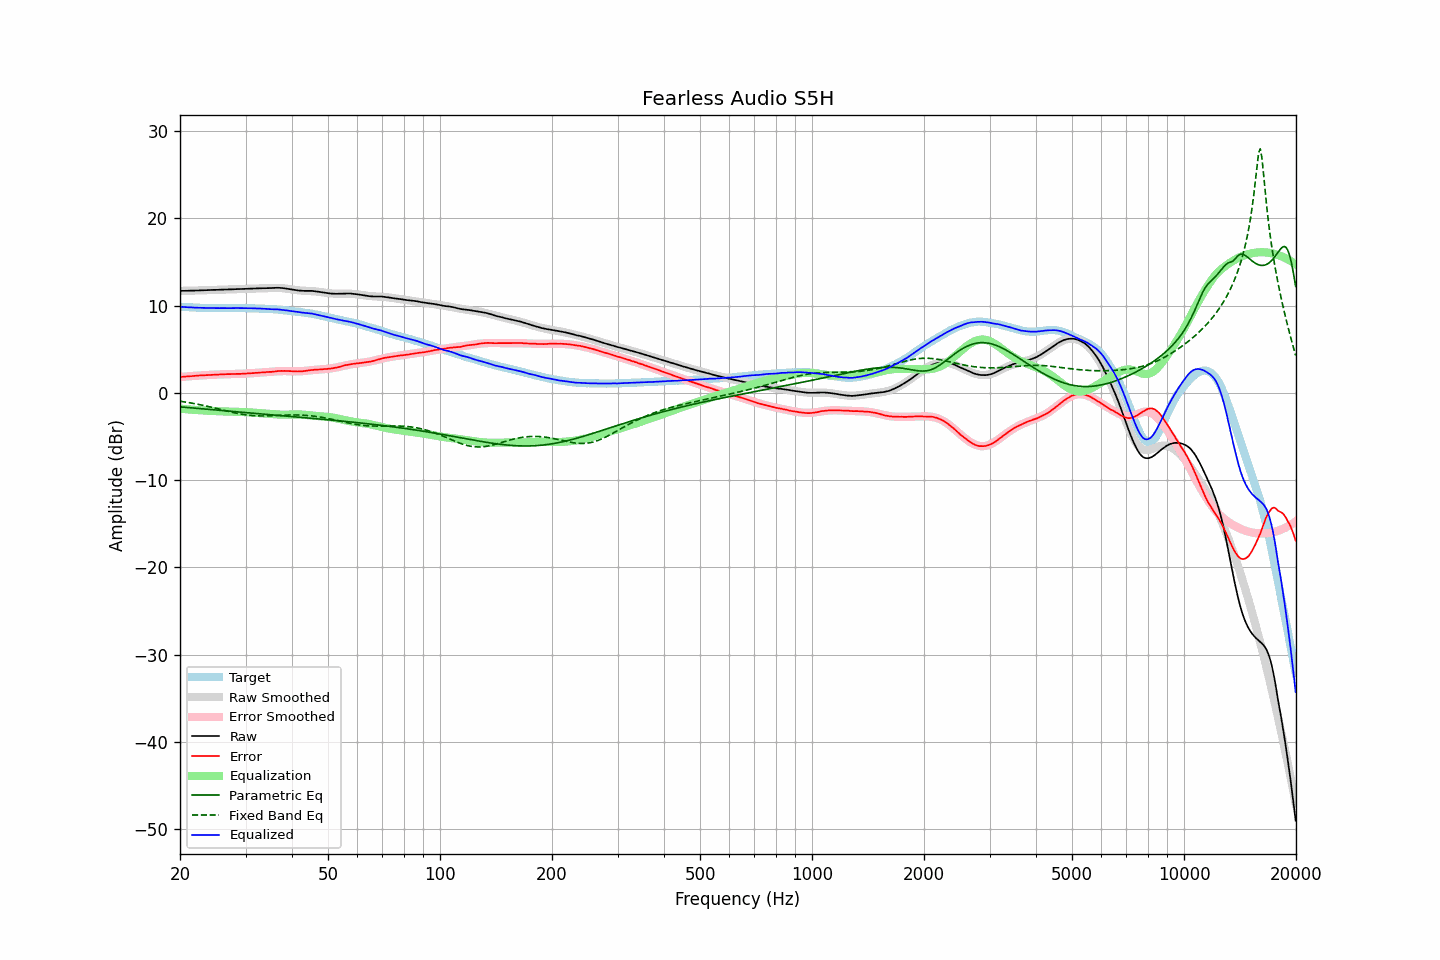 Fearless Audio S5H
30
20
10
0
−10
−20
−30
−40
−50
Amplitude (dBr)
Target
Raw Smoothed
Error Smoothed
Raw
Error
Equalization
Parametric Eq
Fixed Band Eq
Equalized
20 50 100 200 500 1000 2000 5000 10000 20000
Frequency (Hz)